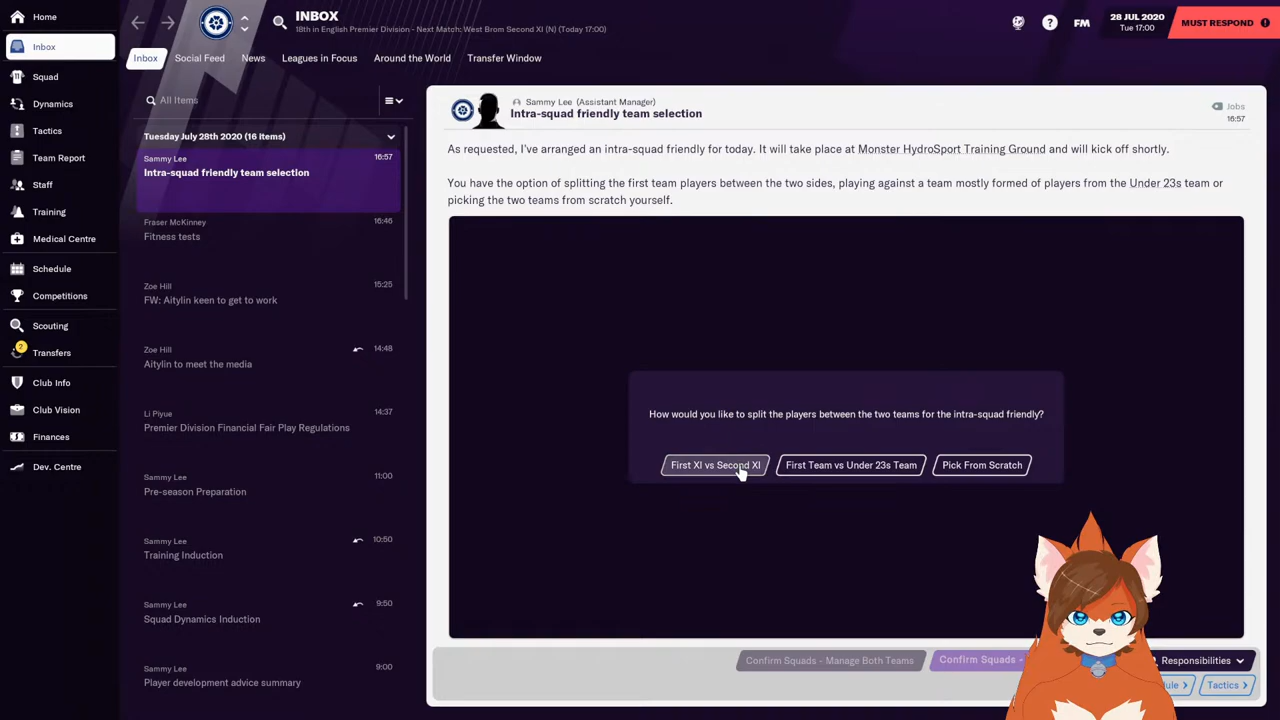 Home
INBOX
18th in English Premier Division - Next Match: West Brom Second XI (N) (Today 17:00)
FM
28 JUL 2020
Tue 17:00
MUST RESPOND
Inbox
Squad
Dynamics
Tactics
Team Report
Staff
Training
Medical Centre
Schedule
Competitions
Scouting
2
Transfers
Club Info
Club Vision
Finances
Dev. Centre
Inbox
Social Feed
News
Leagues in Focus
Around the World
Transfer Window
All Items
Tuesday July 28th 2020 (16 Items)
Sammy Lee 16:57
Intra-squad friendly team selection
Fraser McKinney 16:46
Fitness tests
Zoe Hill 15:25
FW: Aitylin keen to get to work
Zoe Hill 14:48
Aitylin to meet the media
Li Piyue 14:37
Premier Division Financial Fair Play Regulations
Sammy Lee 11:00
Pre-season Preparation
Sammy Lee 10:50
Training Induction
Sammy Lee 9:50
Squad Dynamics Induction
Sammy Lee 9:00
Player development advice summary
Sammy Lee (Assistant Manager)
Intra-squad friendly team selection
Jobs
16:57
As requested, I've arranged an intra-squad friendly for today. It will take place at Monster HydroSport Training Ground and will kick off shortly.
You have the option of splitting the first team players between the two sides, playing against a team mostly formed of players from the Under 23s team or
picking the two teams from scratch yourself.
How would you like to split the players between the two teams for the intra-squad friendly?
First XI vs Second XI
First Team vs Under 23s Team
Pick From Scratch
Confirm Squads - Manage Both Teams
Confirm Squads -
Responsibilities
Tactics